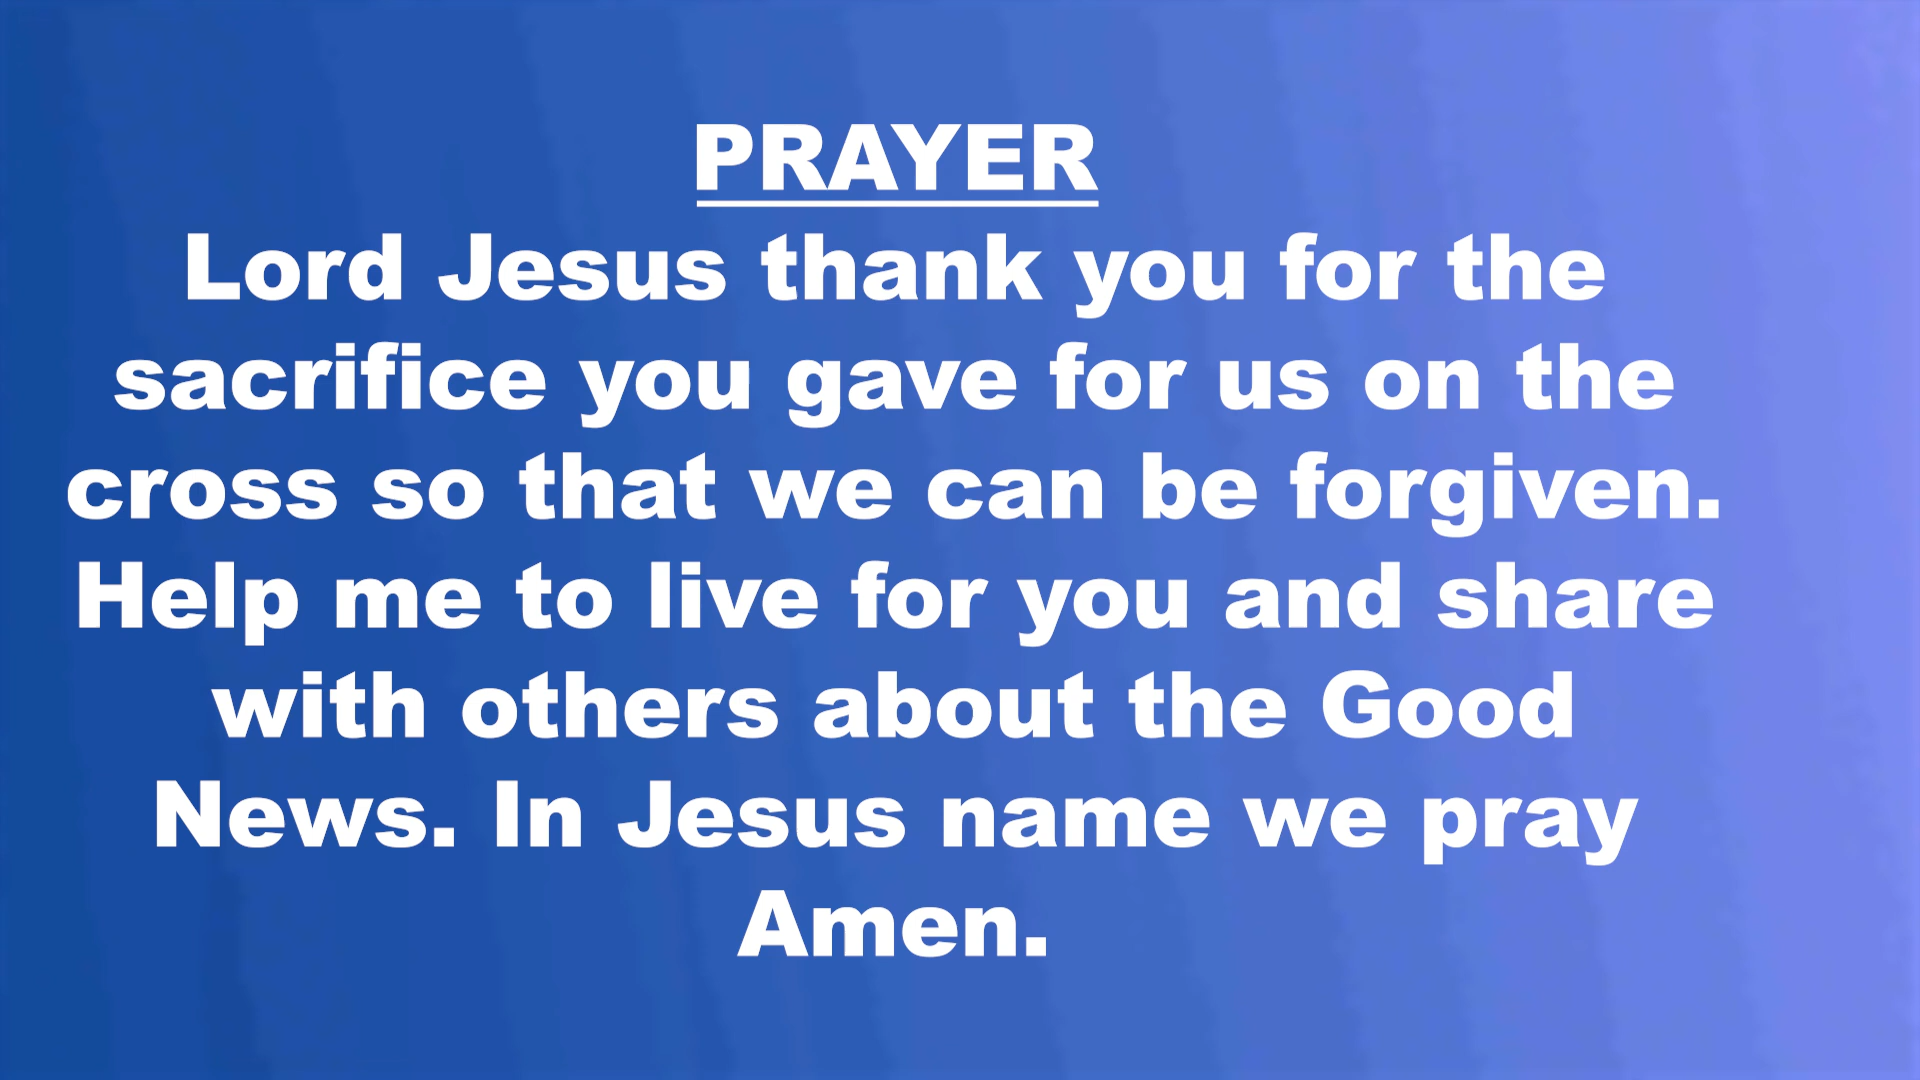 PRAYER
Lord Jesus thank you for the
sacrifice you gave for us on the
cross so that we can be forgiven.
Help me to live for you and share
with others about the Good
News. In Jesus name we pray
Amen.